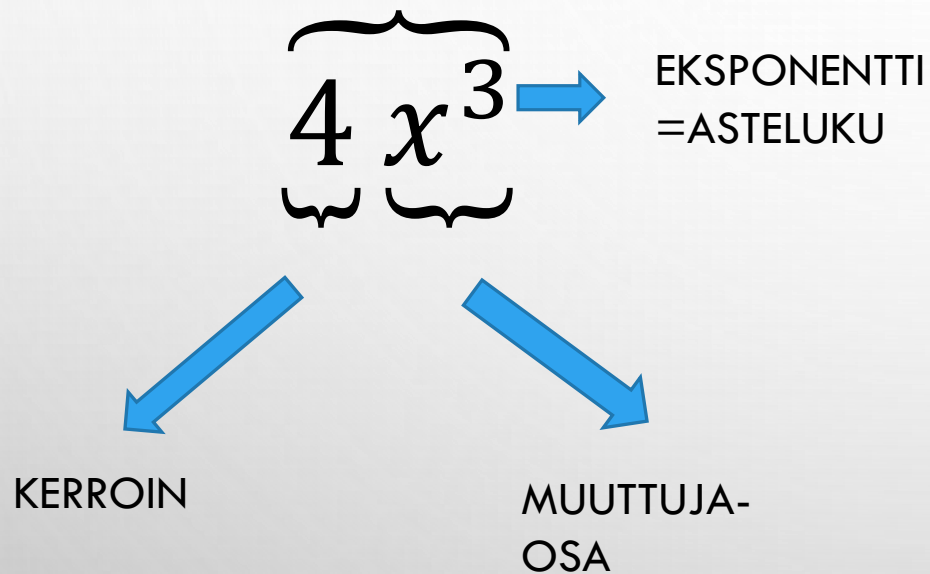 4 x³
EKSPONENTTI
=ASTELUKU
KERROIN
MUUTTUJA-
OSA